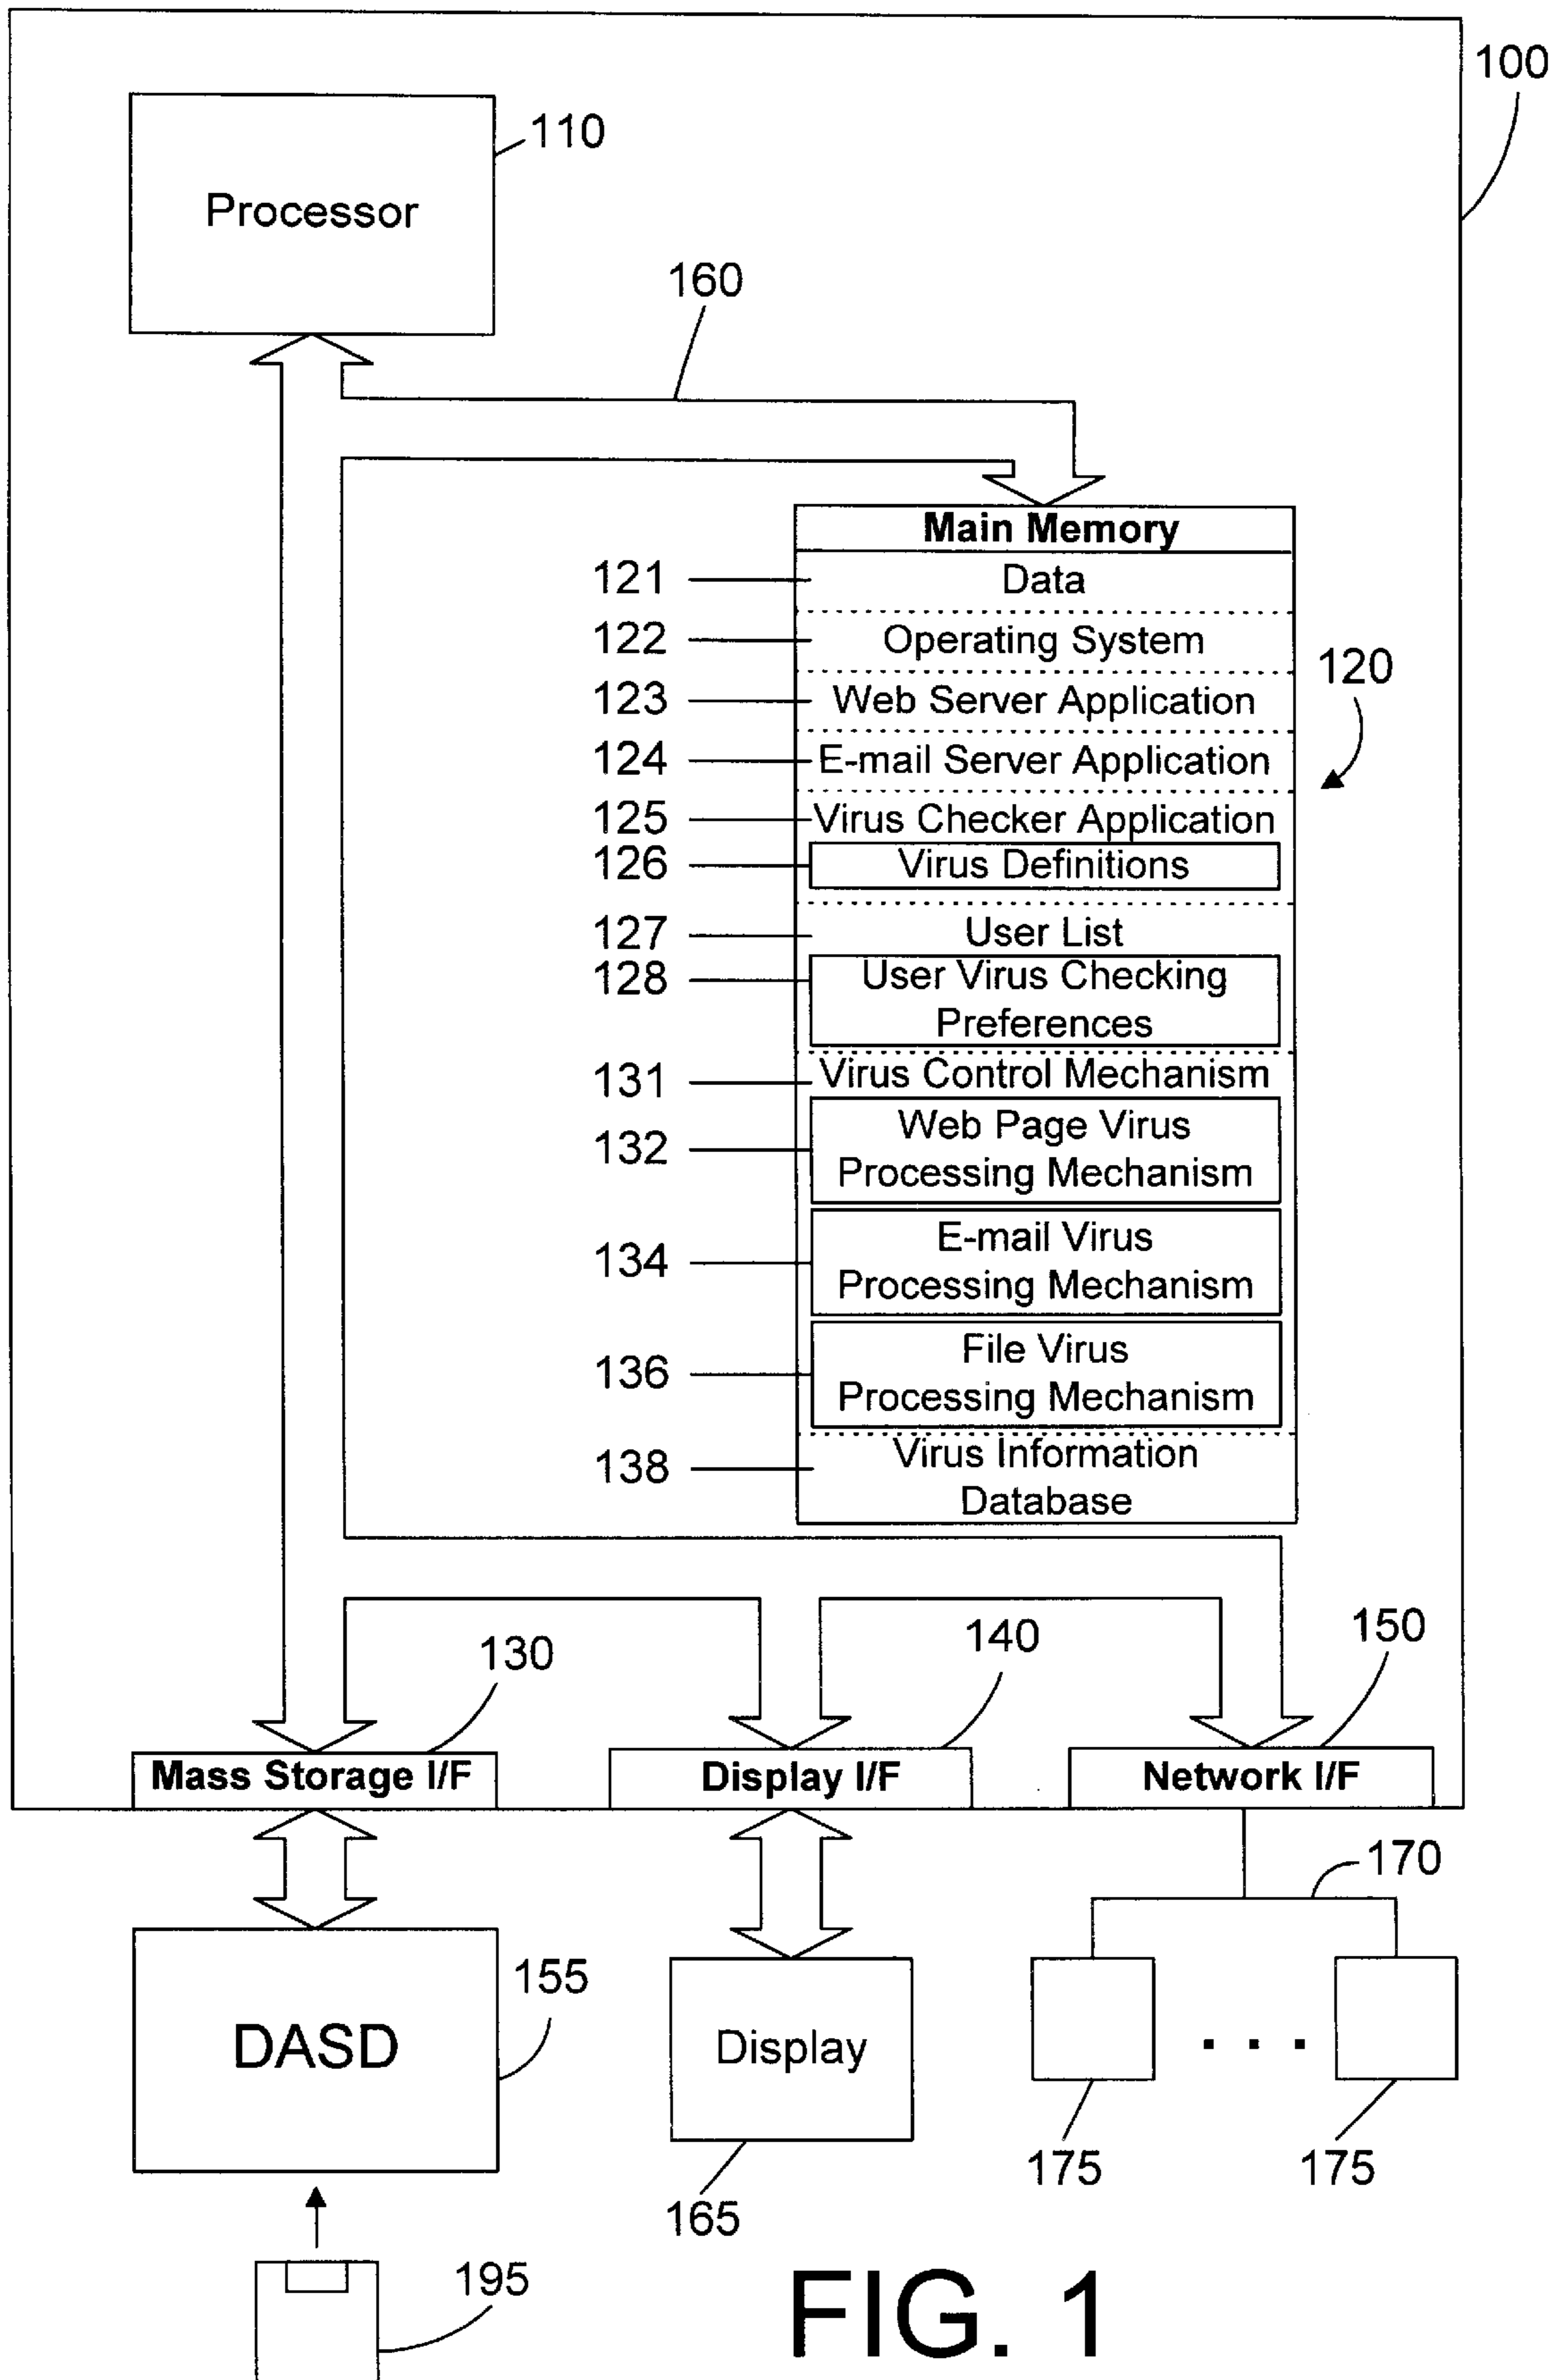 100
110
Processor
160
Main Memory
121 Data
122 Operating System
120
123 Web Server Application
124 E-mail Server Application
125 Virus Checker Application
126 Virus Definitions
127 User List
128 User Virus Checking
Preferences
131 Virus Control Mechanism
132 Web Page Virus
Processing Mechanism
134 E-mail Virus
Processing Mechanism
136 File Virus
Processing Mechanism
138 Virus Information
Database
130 140 150
Mass Storage I/F Display I/F Network I/F
170
155
DASD Display
175 175
165
195
FIG. 1